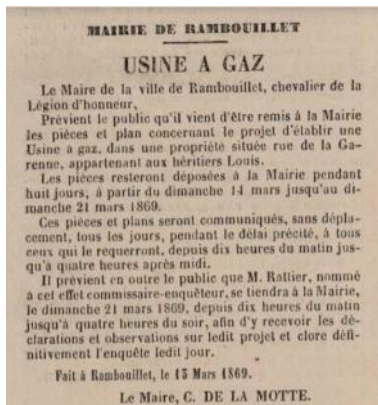 MAIRIE DE RAMBOUILLET
USINE A GAZ
Le Maire de la ville de Rambouillet, chevalier de la
Légion d'honneur,
Prévient le public qu'il vient d'être remis à la Mairie
les pièces et plan concernant le projet d'établir une
Usine a gaz, dans une propriété située rue de la Ga-
renne, appartenant aux héritiers Louis.
Les pièces resteront déposées à la Mairie pendant
huit jours, à partir du dimanche 14 mars jusqu'au di-
manche 21 mars 1869.
Ces pièces et plans seront communiqués, sans dépla-
cement, tous les jours, pendant le délai précité, à tous
ceux qui le requerront, depuis dix heures du matin jus-
qu'à quatre heures après midi.
Il prévient en outre le public que M. Rattier, nommé
à cet effet commissaire-enquêteur, se tiendra à la Mairie,
le dimanche 21 mars 1869, depuis dix heures du matin
jusqu'à quatre heures du soir, afin d'y recevoir les dé-
clarations et observations sur ledit projet et clore défi-
nitivement l'enquête ledit jour.
Fait à Rambouillet, le 13 Mars 1869.
Le Maire, C. DE LA MOTTE.